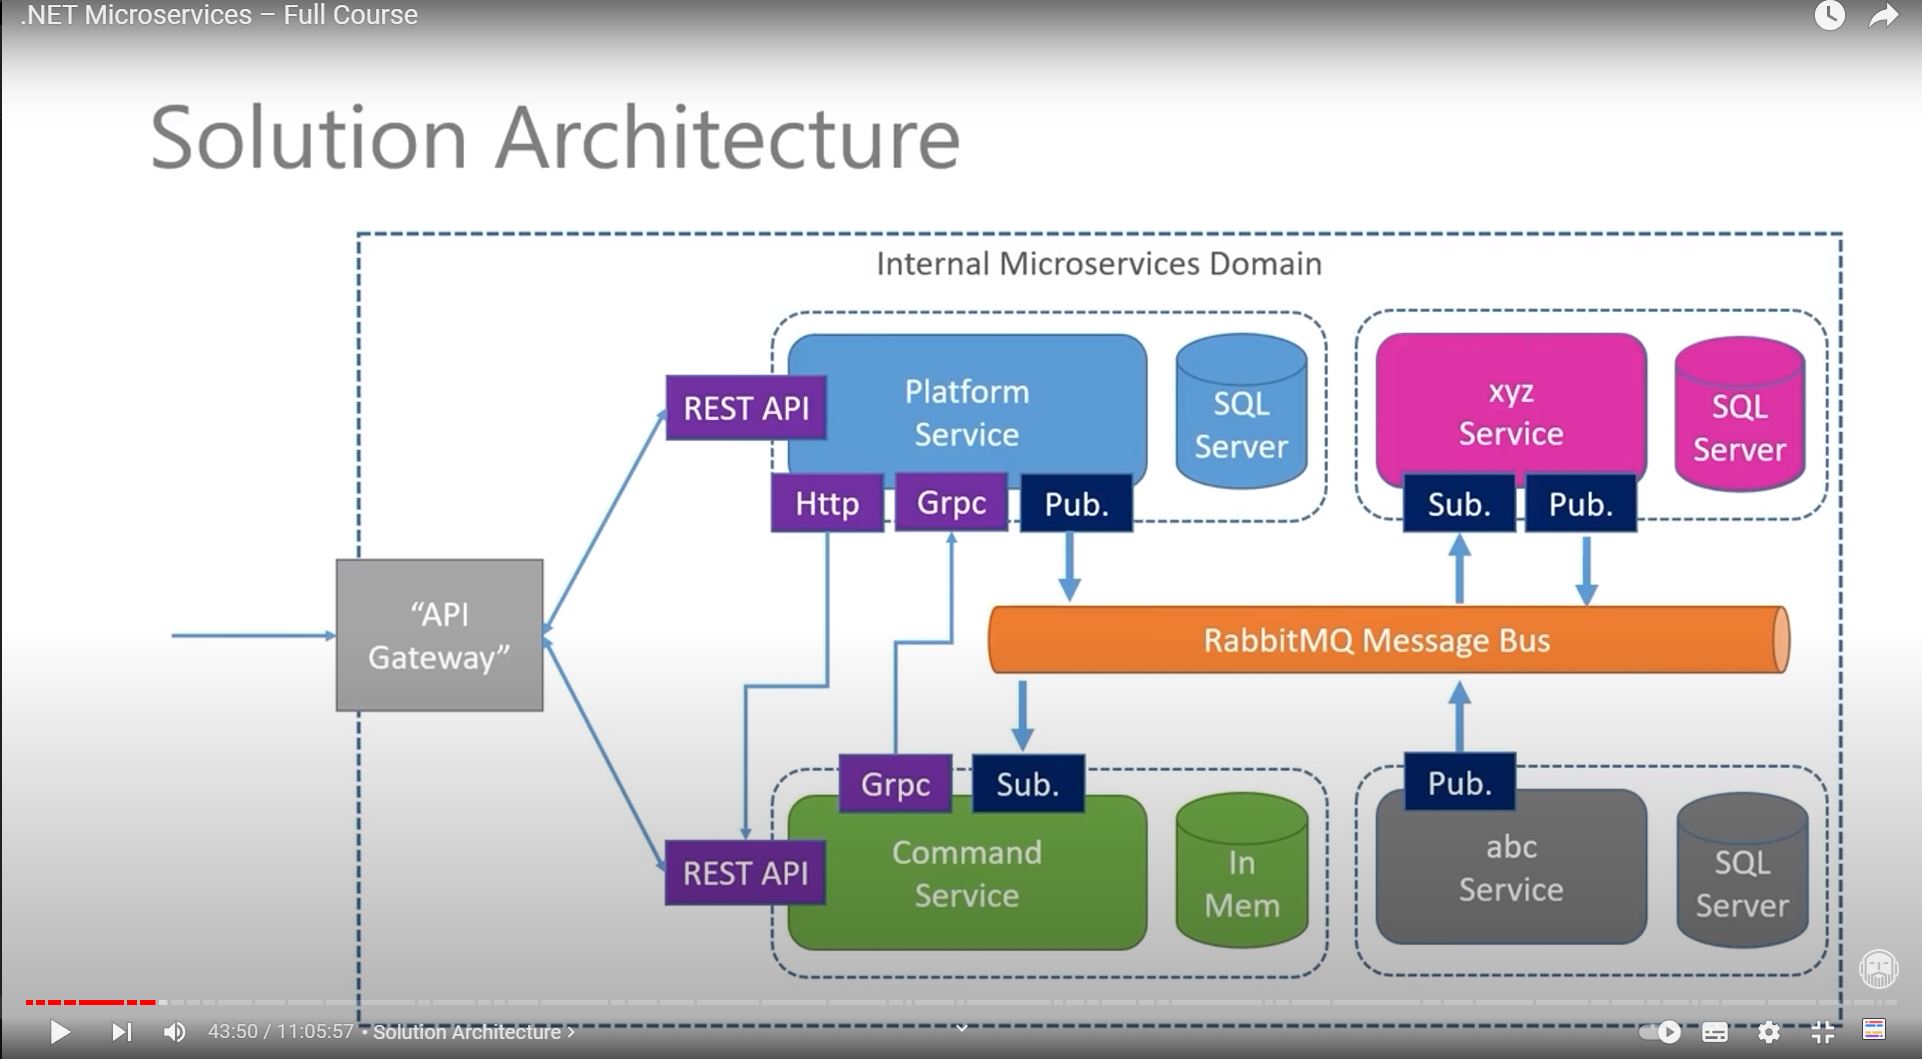 .NET Microservices – Full Course
Solution Architecture
Internal Microservices Domain
REST API
Platform
Service
SQL
Server
xyz
Service
SQL
Server
Http
Grpc
Pub.
Sub.
Pub.
“API
Gateway”
RabbitMQ Message Bus
Grpc
Sub.
Pub.
REST API
Command
Service
In
Mem
abc
Service
SQL
Server
43:50 / 11:05:57 • Solution Architecture ›